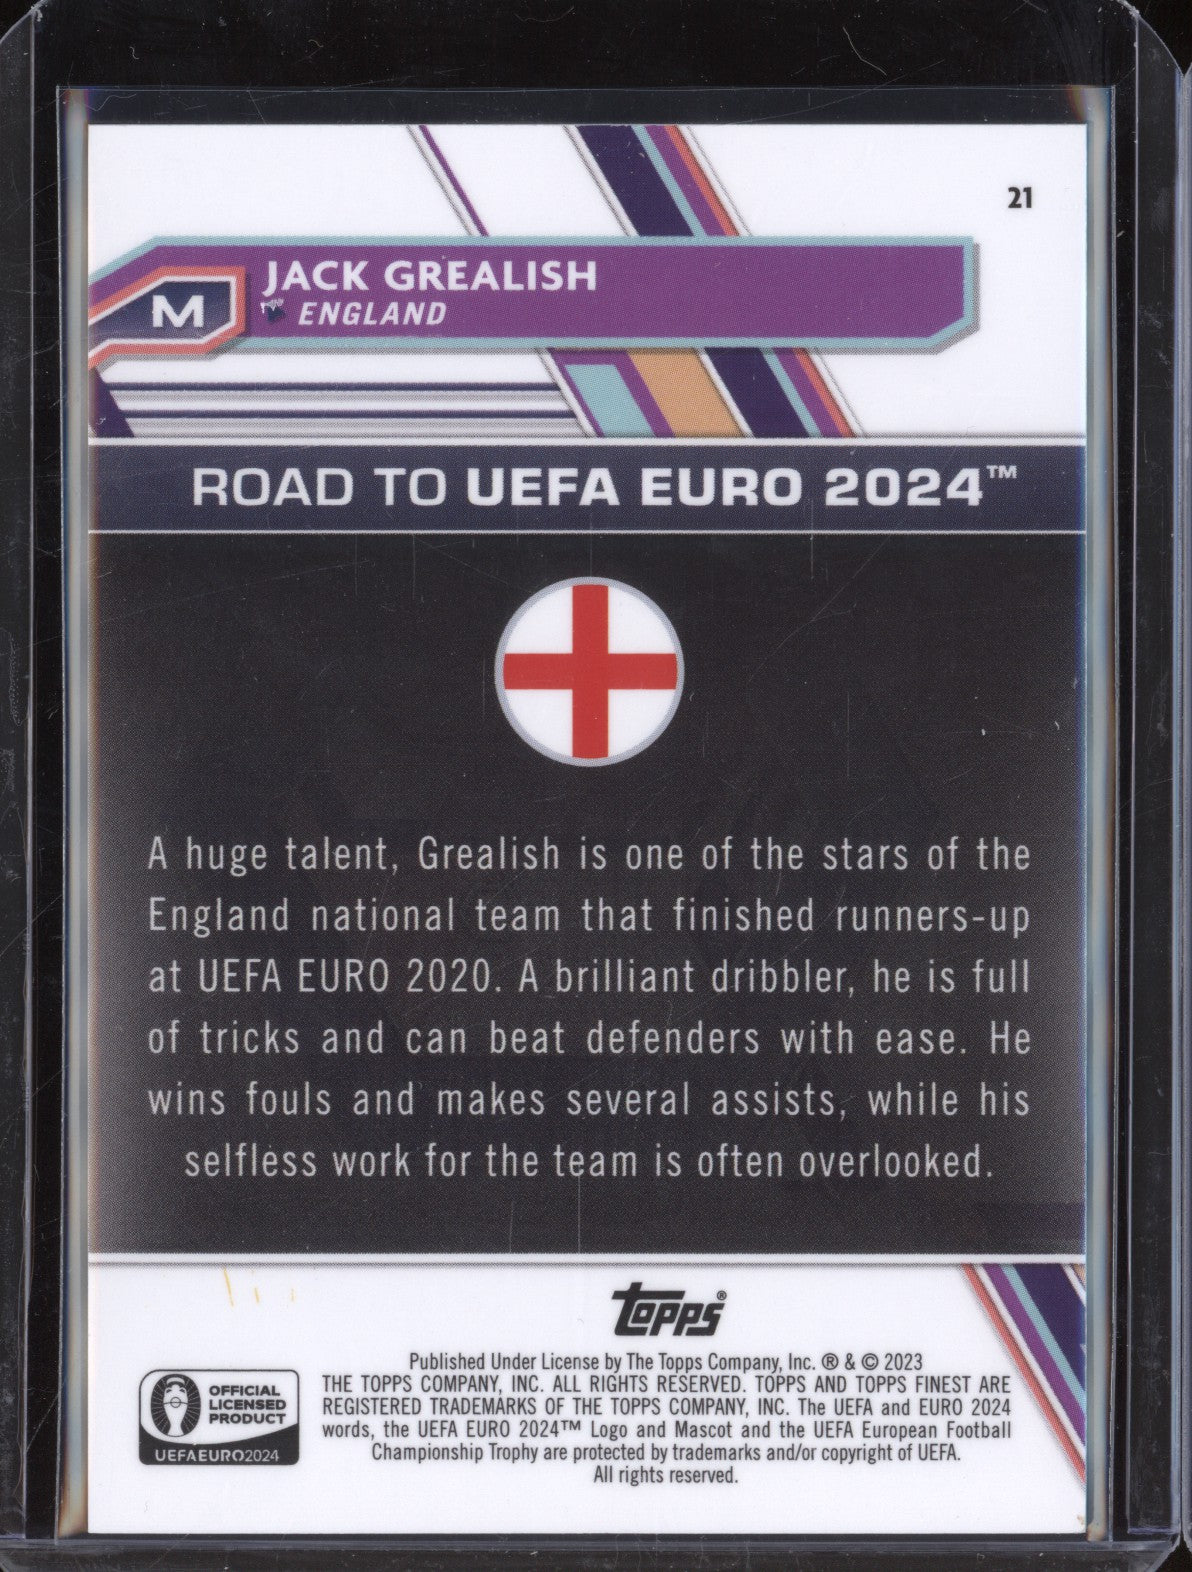 21
JACK GREALISH
M
ENGLAND
ROAD TO UEFA EURO 2024™
A huge talent, Grealish is one of the stars of the
England national team that finished runners-up
at UEFA EURO 2020. A brilliant dribbler, he is full
of tricks and can beat defenders with ease. He
wins fouls and makes several assists, while his
selfless work for the team is often overlooked.
Topps®
Published Under License by The Topps Company, Inc. ® & © 2023
THE TOPPS COMPANY, INC. ALL RIGHTS RESERVED. TOPPS AND TOPPS FINEST ARE
REGISTERED TRADEMARKS OF THE TOPPS COMPANY, INC. The UEFA and EURO 2024
words, the UEFA EURO 2024™ Logo and Mascot and the UEFA European Football
Championship Trophy are protected by trademarks and/or copyright of UEFA.
All rights reserved.
OFFICIAL
LICENSED
PRODUCT
UEFAEURO2024